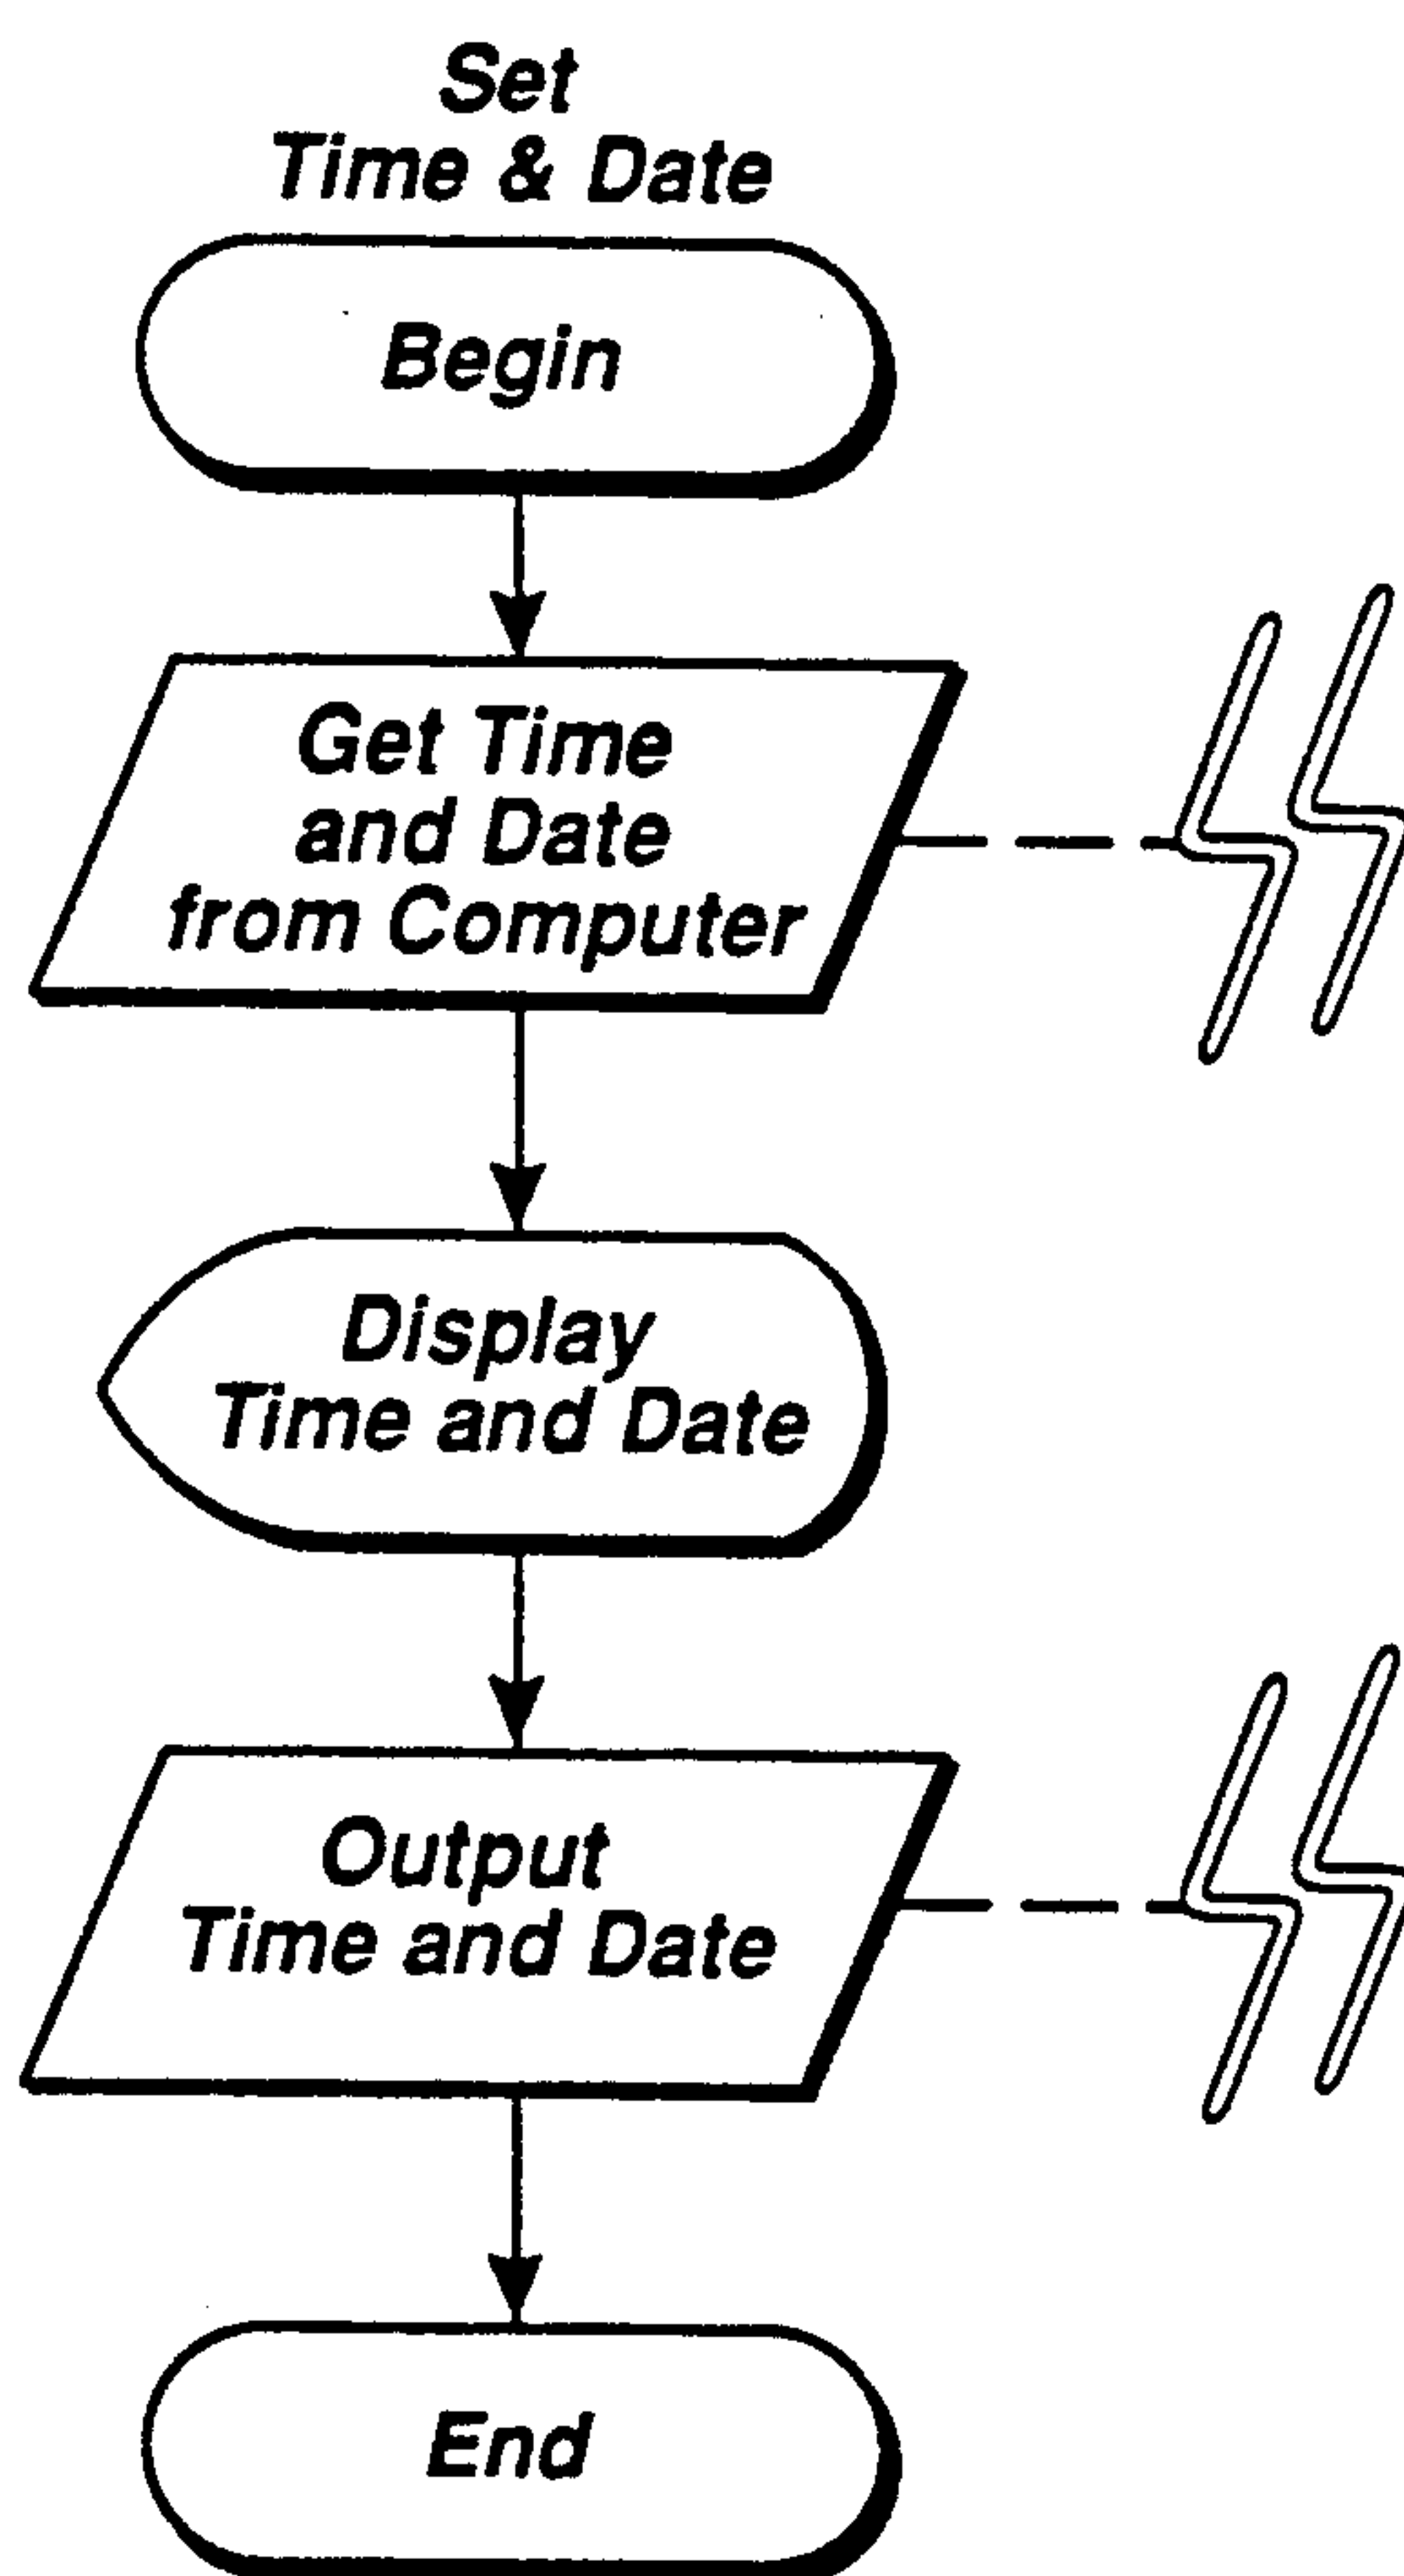 Set
Time & Date
Begin
Get Time
and Date
from Computer
Display
Time and Date
Output
Time and Date
End